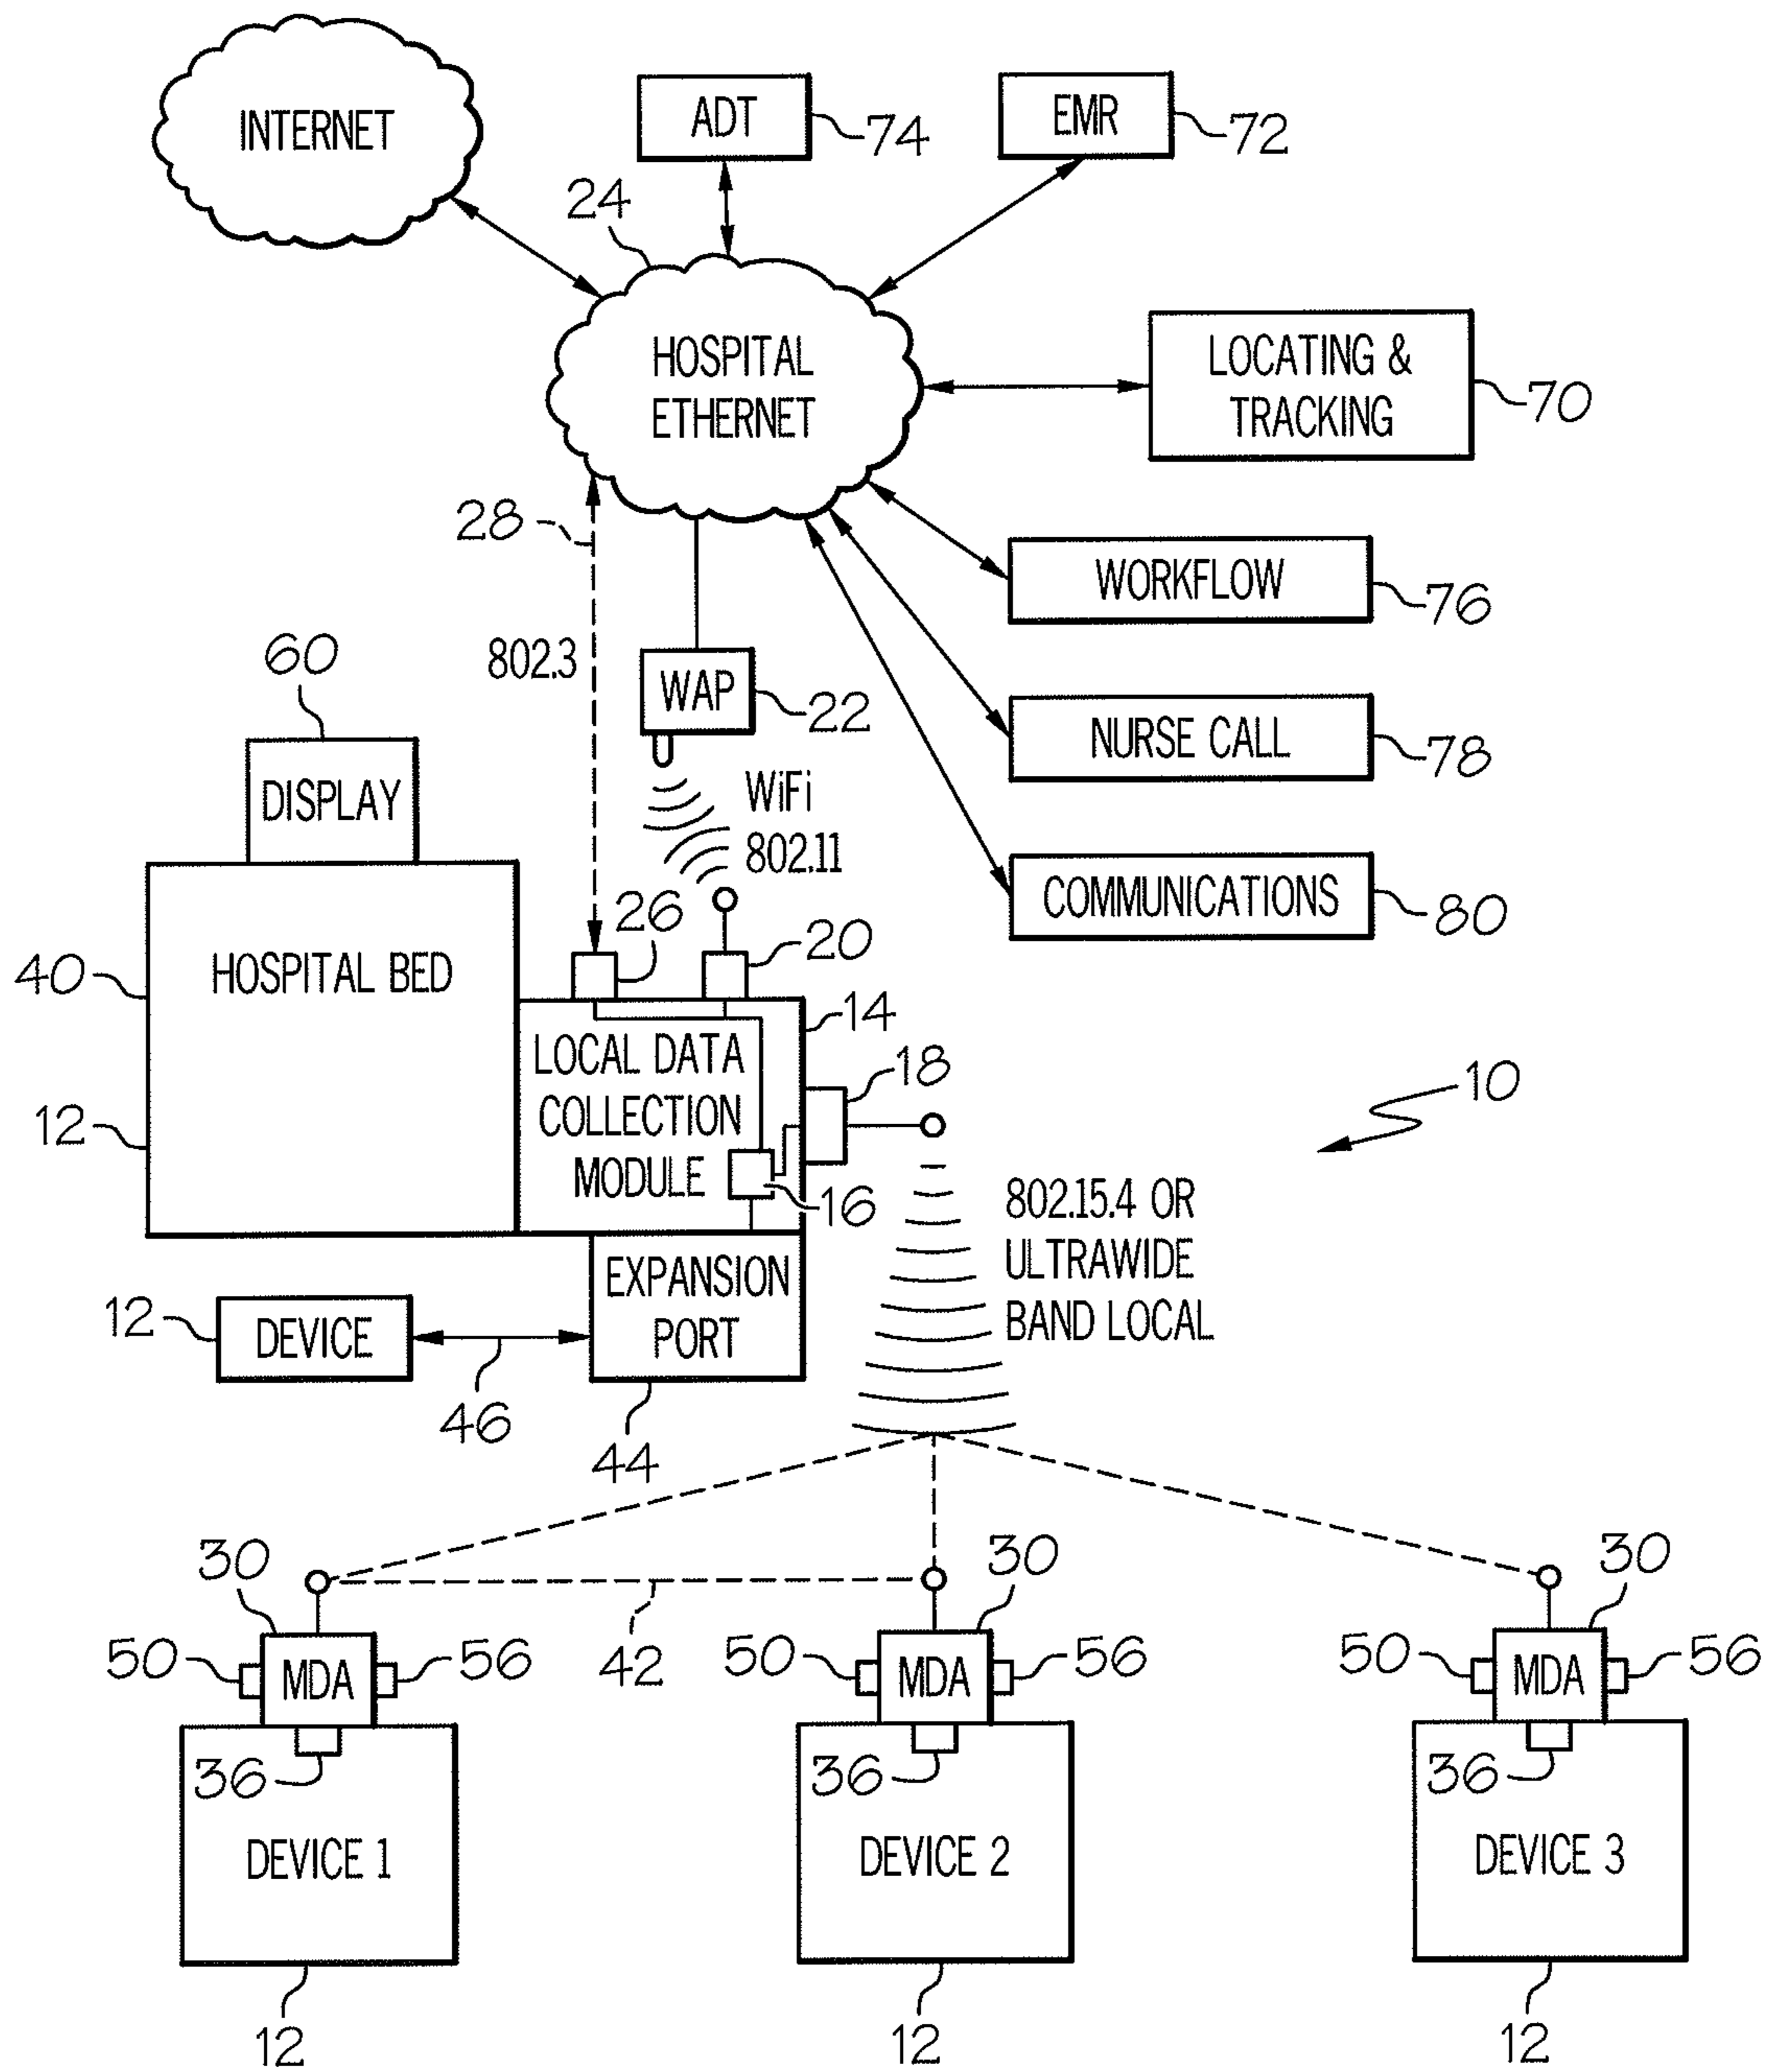 INTERNET
ADT
74
EMR
72
24
HOSPITAL
ETHERNET
LOCATING &
TRACKING
70
28
802.3
WORKFLOW
76
60
WAP
22
NURSE CALL
78
DISPLAY
WiFi
802.11
COMMUNICATIONS
80
26
20
40
HOSPITAL BED
14
LOCAL DATA
COLLECTION
MODULE
18
10
12
16
802.15.4 OR
ULTRAWIDE
BAND LOCAL
EXPANSION
PORT
12
DEVICE
46
44
30
30
30
42
50
MDA
56
50
MDA
56
50
MDA
56
36
36
36
DEVICE 1
DEVICE 2
DEVICE 3
12
12
12